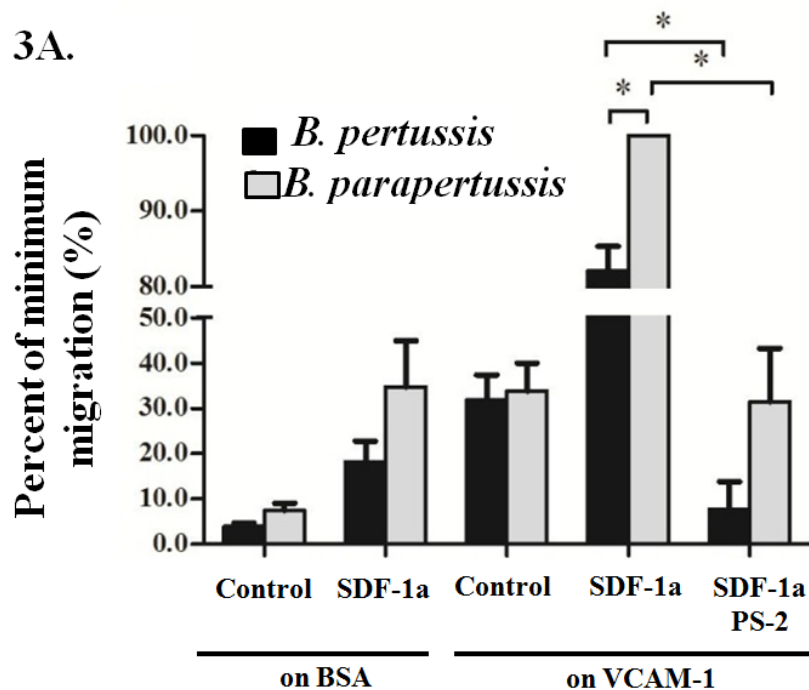 3A.
* *
*
B. pertussis
B. parapertussis
Percent of minimum
migration (%)
100.0
90.0
80.0
50.0
40.0
30.0
20.0
10.0
0.0
Control SDF-1a Control SDF-1a SDF-1a
PS-2
on BSA on VCAM-1